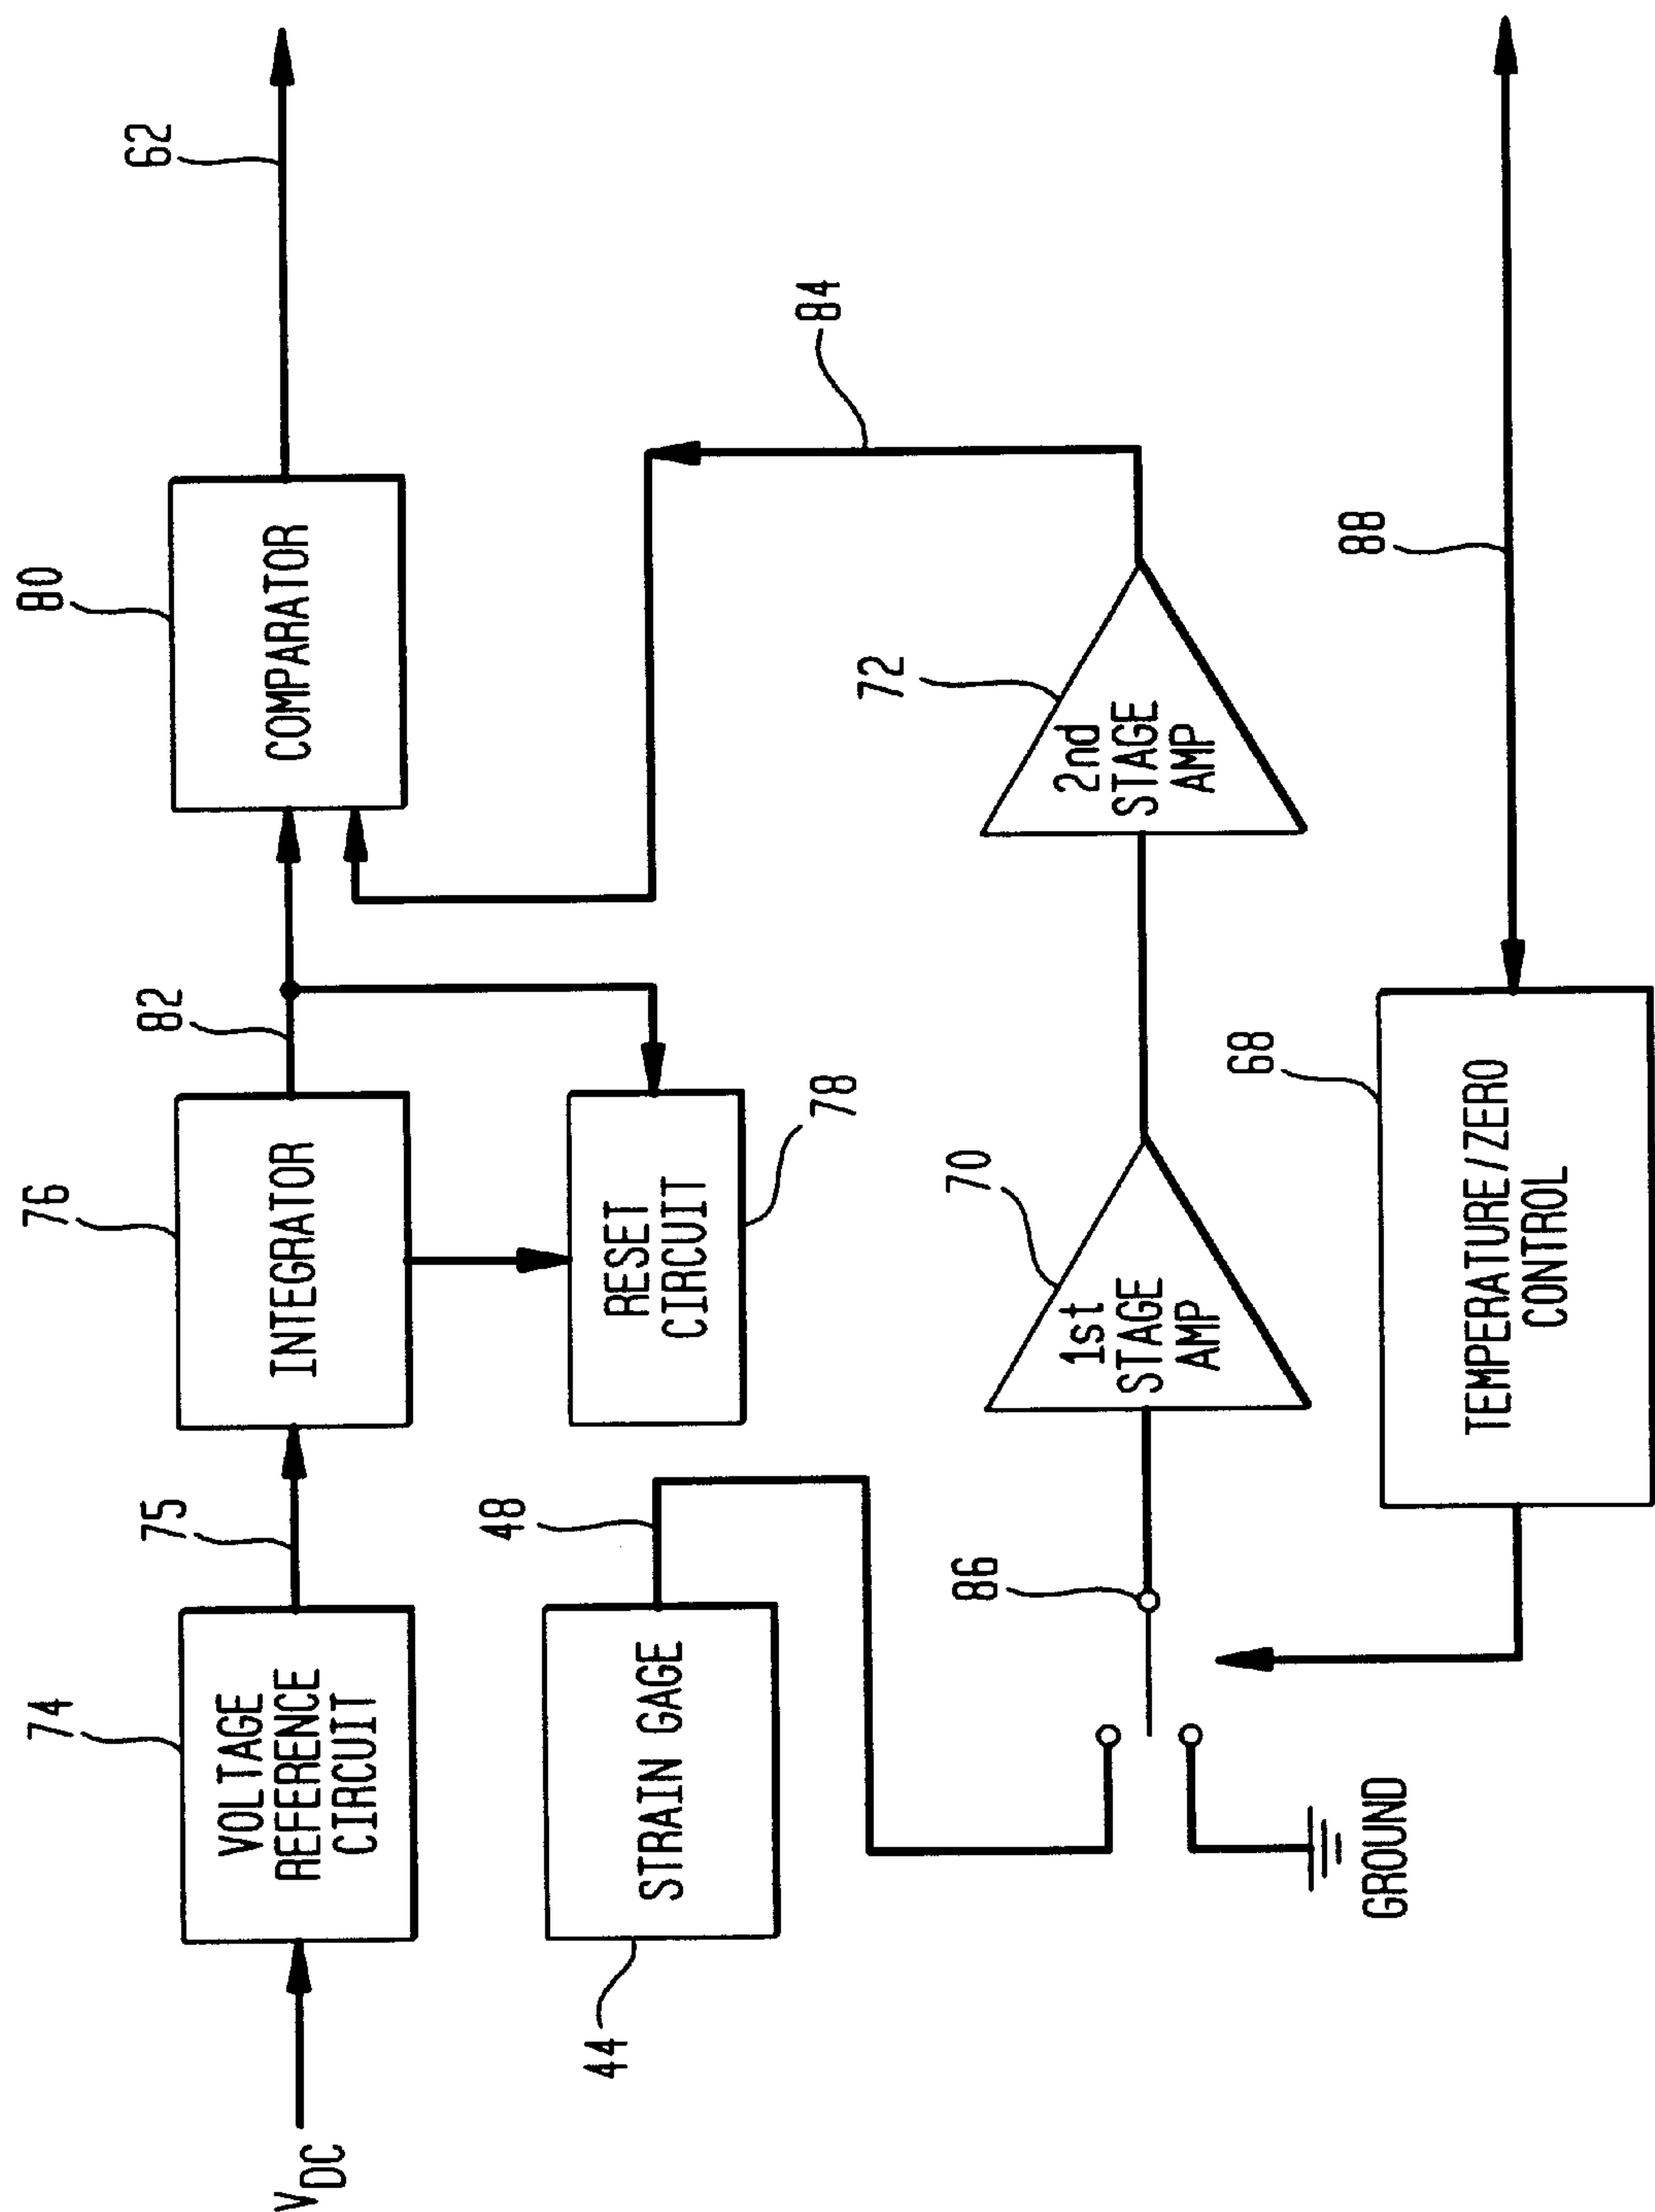 62
80
COMPARATOR
84
82
76
INTEGRATOR
RESET
CIRCUIT
78
72
2nd
STAGE
AMP
88
75
74
VOLTAGE
REFERENCE
CIRCUIT
VDC
48
STRAIN GAGE
44
70
1st
STAGE
AMP
86
68
TEMPERATURE/ZERO
CONTROL
GROUND